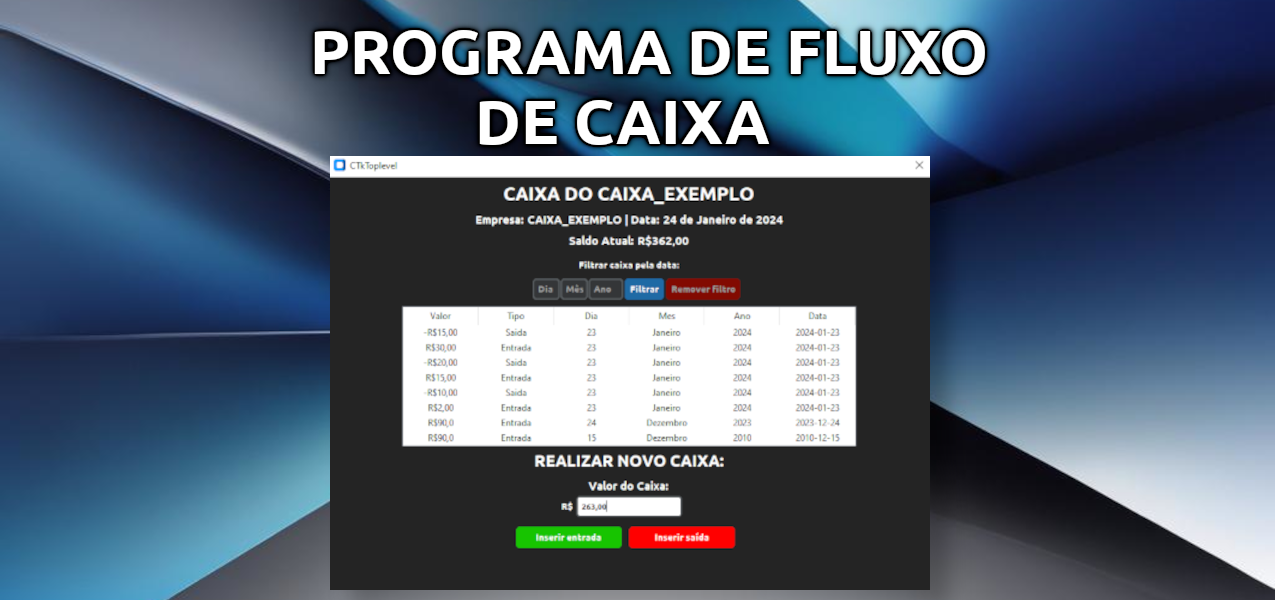 PROGRAMA DE FLUXO
DE CAIXA
CTkToplevel
CAIXA DO CAIXA_EXEMPLO
Empresa: CAIXA_EXEMPLO | Data: 24 de Janeiro de 2024
Saldo Atual: R$362,00
Filtrar caixa pela data:
Dia Mês Ano Filtrar Remover filtro
Valor Tipo Dia Mes Ano Data
-R$15,00 Saida 23 Janeiro 2024 2024-01-23
R$30,00 Entrada 23 Janeiro 2024 2024-01-23
-R$20,00 Saida 23 Janeiro 2024 2024-01-23
R$15,00 Entrada 23 Janeiro 2024 2024-01-23
-R$10,00 Saida 23 Janeiro 2024 2024-01-23
R$2,00 Entrada 23 Janeiro 2024 2024-01-23
R$90,0 Entrada 24 Dezembro 2023 2023-12-24
R$90,0 Entrada 15 Dezembro 2010 2010-12-15
REALIZAR NOVO CAIXA:
Valor do Caixa:
R$ 263,00
Inserir entrada Inserir saída